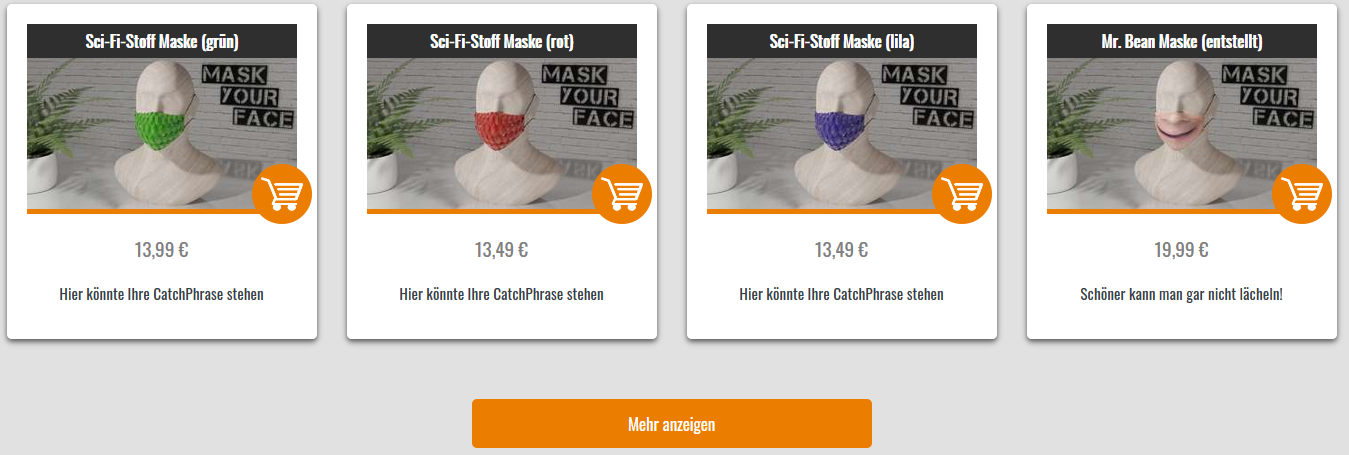 Sci-Fi-Stoff Maske (grün)
MASK
YOUR
FACE
13,99 €
Hier könnte Ihre CatchPhrase stehen
Sci-Fi-Stoff Maske (rot)
MASK
YOUR
FACE
13,49 €
Hier könnte Ihre CatchPhrase stehen
Sci-Fi-Stoff Maske (lila)
MASK
YOUR
FACE
13,49 €
Hier könnte Ihre CatchPhrase stehen
Mr. Bean Maske (entstellt)
MASK
YOUR
FACE
19,99 €
Schöner kann man gar nicht lächeln!
Mehr anzeigen